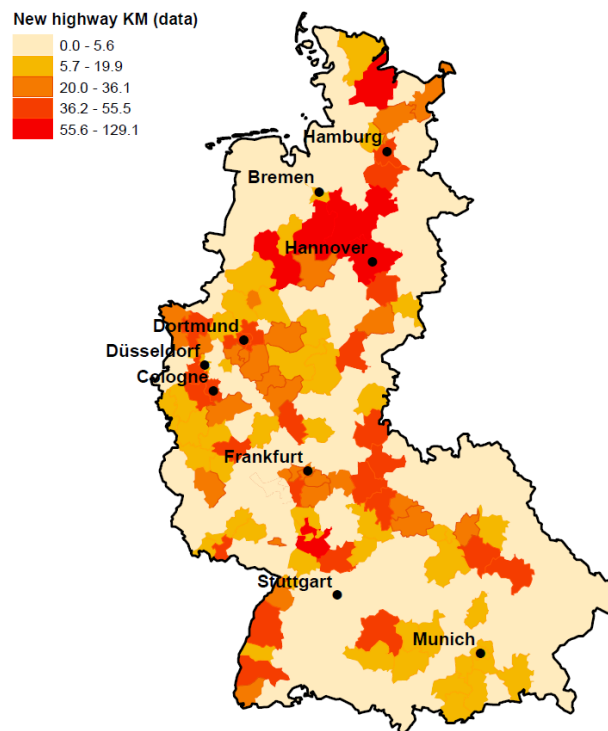 New highway KM (data)
0.0 - 5.6
5.7 - 19.9
20.0 - 36.1
36.2 - 55.5
55.6 - 129.1
Hamburg
Bremen
Hannover
Dortmund
Düsseldorf
Cologne
Frankfurt
Stuttgart
Munich